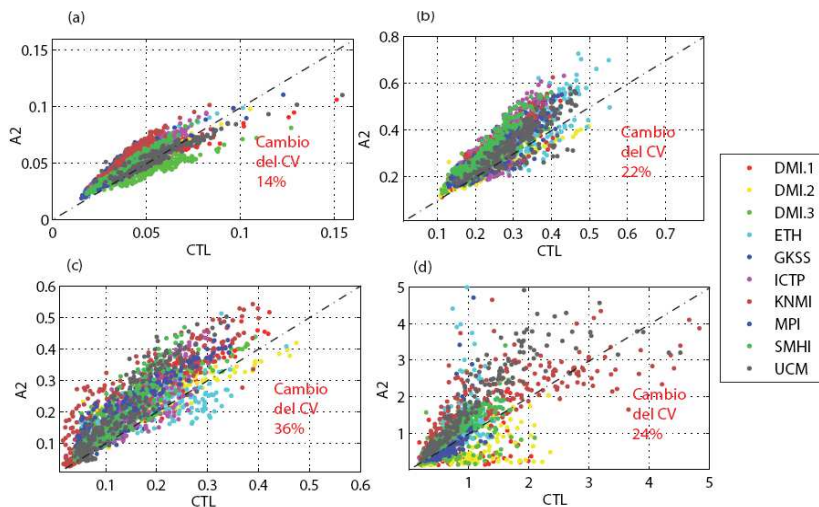 (a)
0.15
0.1
0.05
0
A2
0
0.05
0.1
0.15
CTL
Cambio
del CV
14%
(b)
0.8
0.6
0.4
0.2
A2
0.1
0.2
0.3
0.4
0.5
0.6
0.7
CTL
Cambio
del CV
22%
(c)
0.6
0.5
0.4
0.3
0.2
0.1
A2
0.1
0.2
0.3
0.4
0.5
0.6
CTL
Cambio
del CV
36%
(d)
5
4
3
2
1
A2
1
2
3
4
5
CTL
Cambio
del CV
24%
DMI.1
DMI.2
DMI.3
ETH
GKSS
ICTP
KNMI
MPI
SMHI
UCM